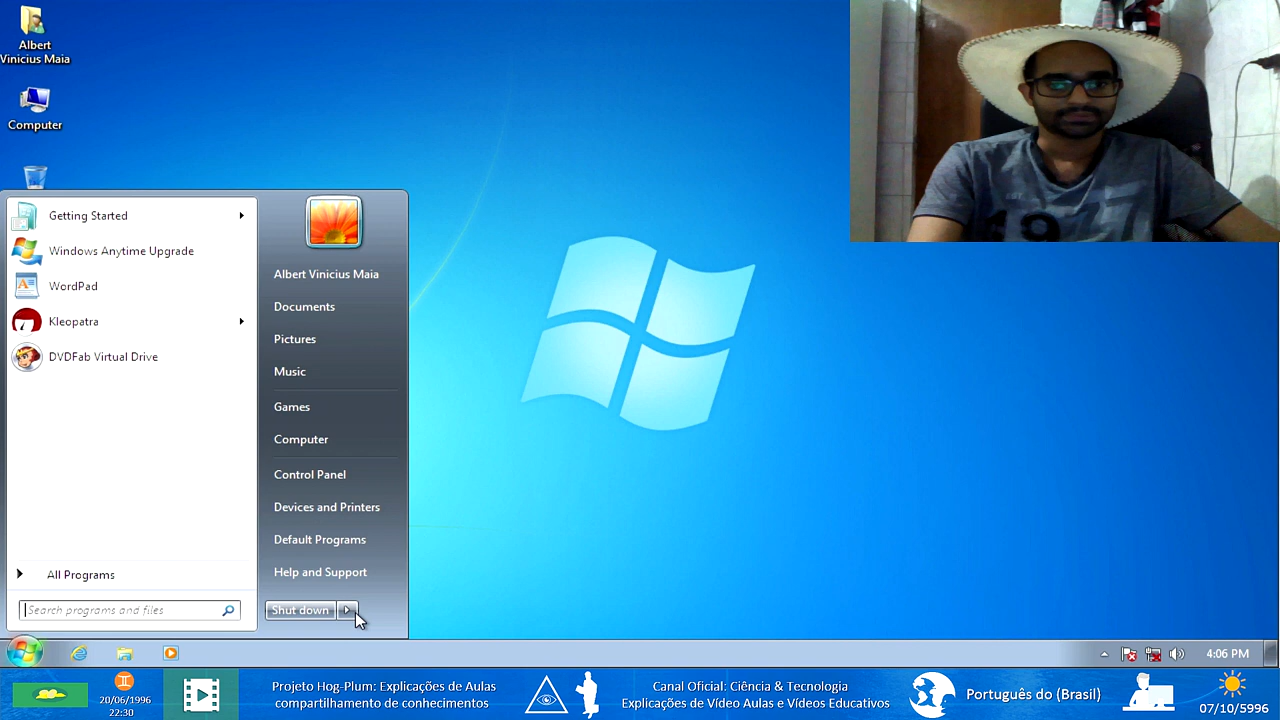 Albert
Vinicius Maia
Computer
Getting Started
Windows Anytime Upgrade
WordPad
Kleopatra
DVDFab Virtual Drive
All Programs
Search programs and files
Albert Vinicius Maia
Documents
Pictures
Music
Games
Computer
Control Panel
Devices and Printers
Default Programs
Help and Support
Shut down
4:06 PM
20/06/1996
22:30
Projeto Hog-Plum: Explicações de Aulas
compartilhamento de conhecimentos
Canal Oficial: Ciência & Tecnologia
Explicações de Vídeo Aulas e Vídeos Educativos
Português do (Brasil)
07/10/5996